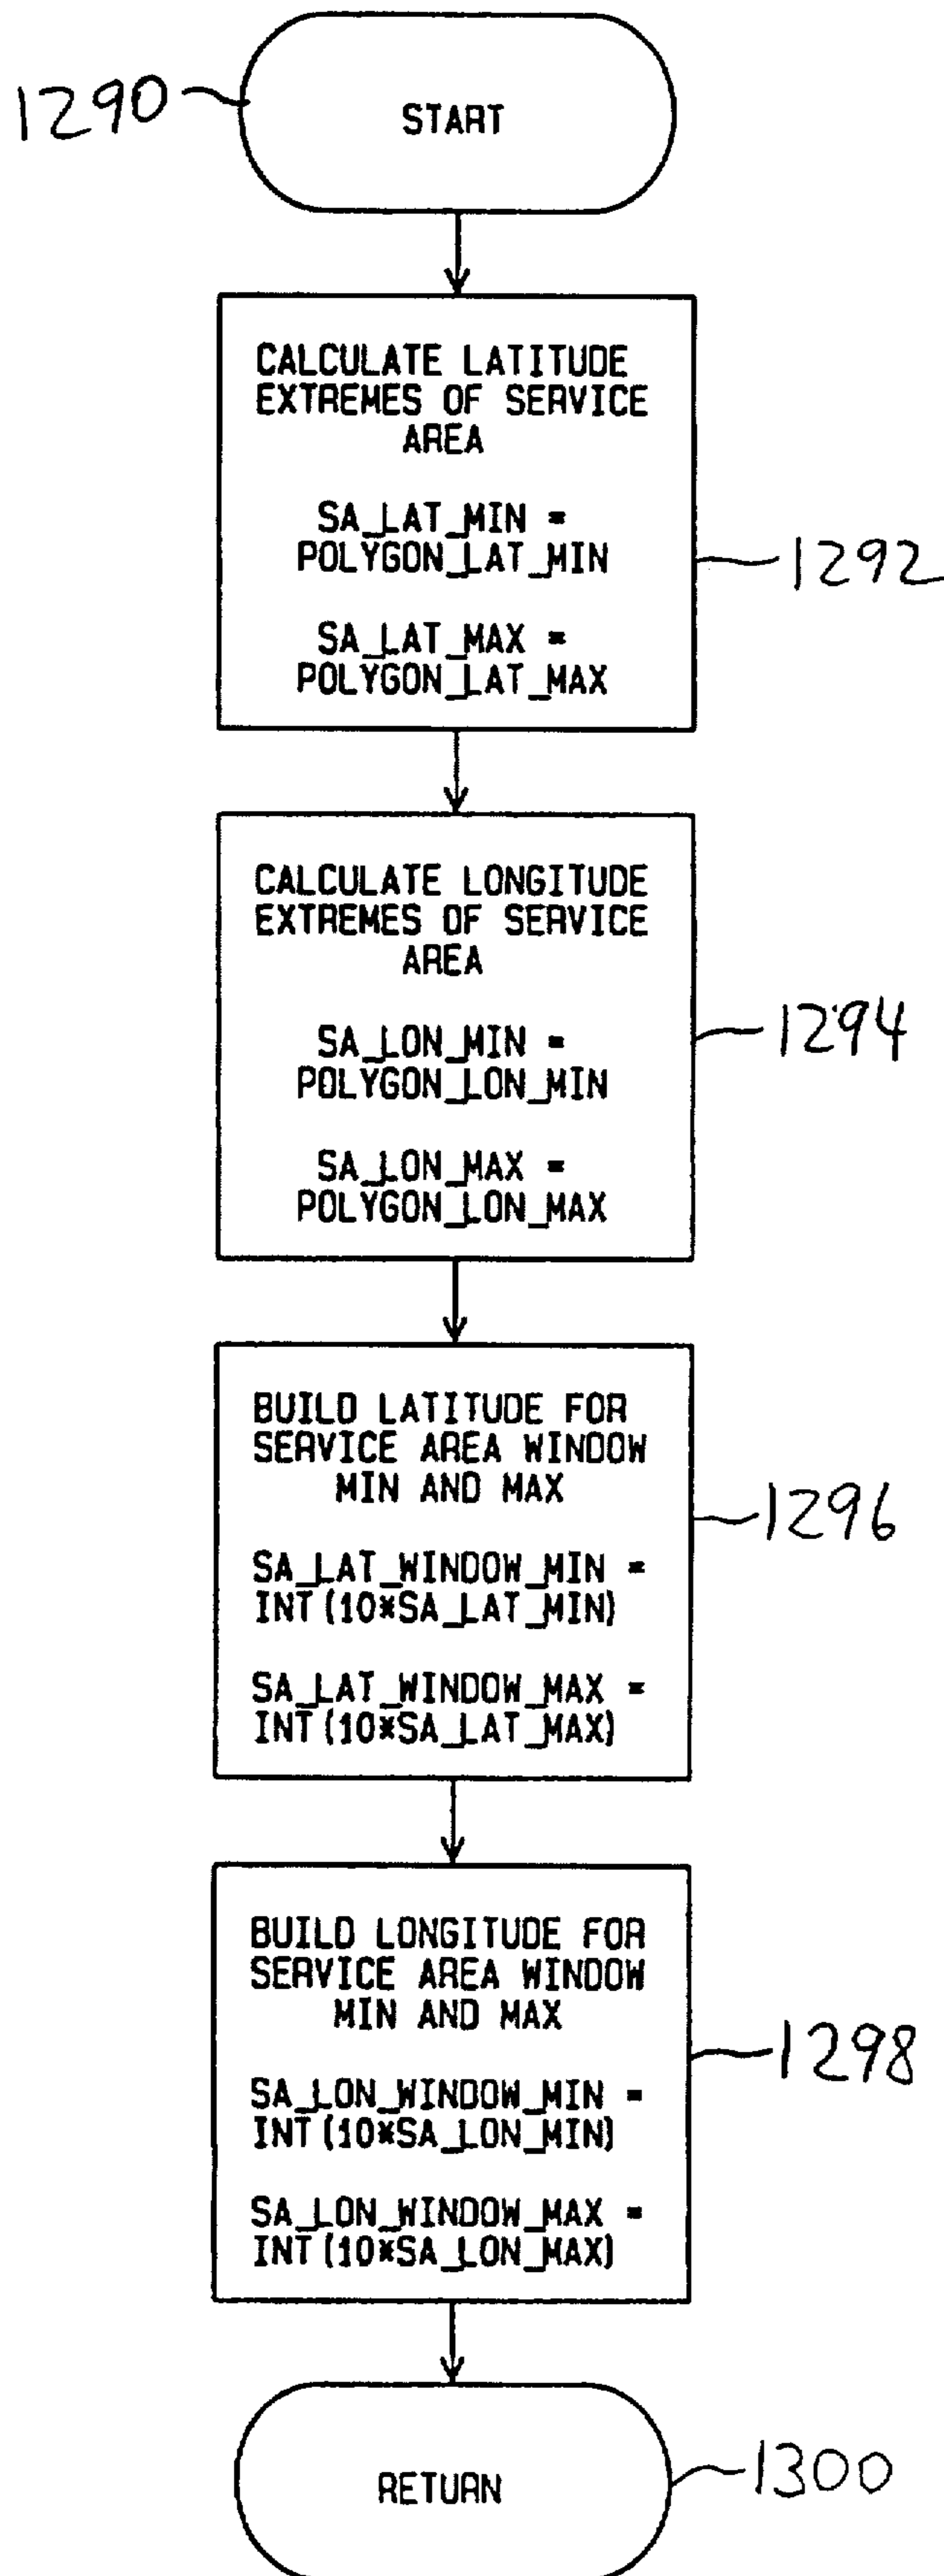 1290
START
CALCULATE LATITUDE
EXTREMES OF SERVICE
AREA
SA_LAT_MIN =
POLYGON_LAT_MIN
SA_LAT_MAX =
POLYGON_LAT_MAX
1292
CALCULATE LONGITUDE
EXTREMES OF SERVICE
AREA
SA_LON_MIN =
POLYGON_LON_MIN
SA_LON_MAX =
POLYGON_LON_MAX
1294
BUILD LATITUDE FOR
SERVICE AREA WINDOW
MIN AND MAX
SA_LAT_WINDOW_MIN =
INT(10*SA_LAT_MIN)
SA_LAT_WINDOW_MAX =
INT(10*SA_LAT_MAX)
1296
BUILD LONGITUDE FOR
SERVICE AREA WINDOW
MIN AND MAX
SA_LON_WINDOW_MIN =
INT(10*SA_LON_MIN)
SA_LON_WINDOW_MAX =
INT(10*SA_LON_MAX)
1298
RETURN
1300